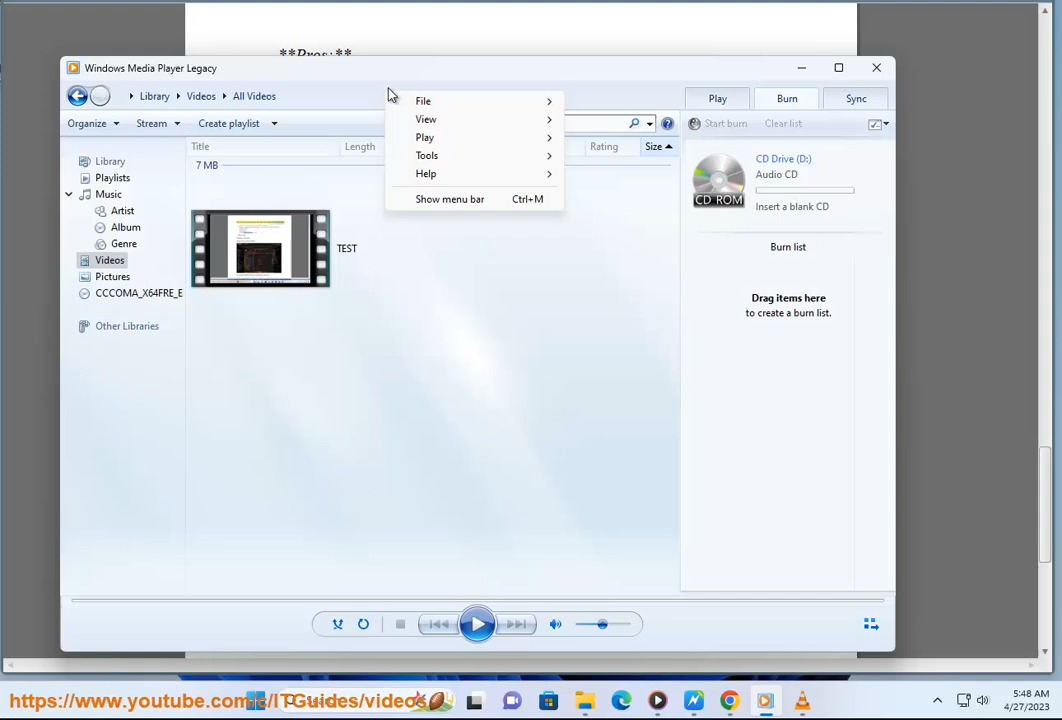 **Pros:**
Windows Media Player Legacy
Library Videos All Videos
Play Burn Sync
Organize Stream Create playlist
Start burn Clear list
File
View
Play
Tools
Help
Show menu bar Ctrl+M
Title Length Rating Size
7 MB
TEST
Library
Playlists
Music
Artist
Album
Genre
Videos
Pictures
CCCOMA_X64FRE_E
Other Libraries
CD ROM
CD Drive (D:)
Audio CD
Insert a blank CD
Burn list
Drag items here
to create a burn list.
https://www.youtube.com/c/ITGuides/videos
5:48 AM
4/27/2023